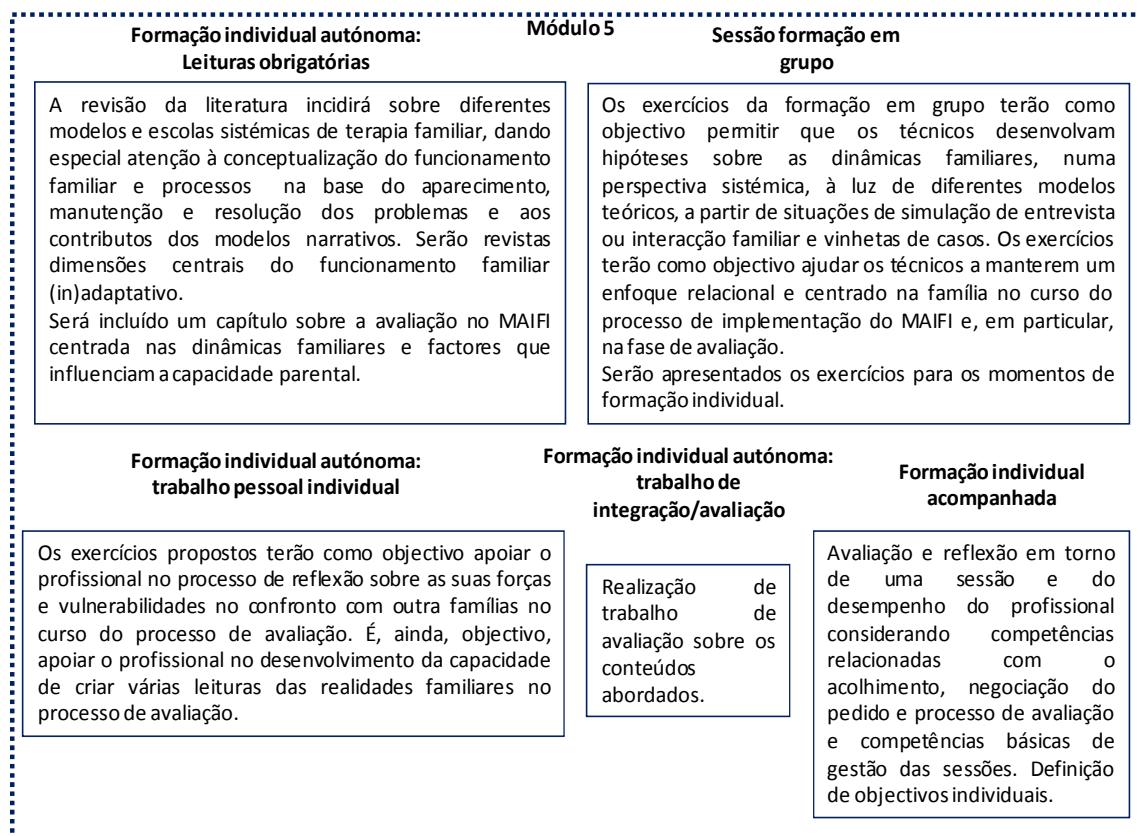 Módulo 5
Formação individual autónoma:
Leituras obrigatórias
A revisão da literatura incidirá sobre diferentes
modelos e escolas sistémicas de terapia familiar, dando
especial atenção à conceptualização do funcionamento
familiar e processos na base do aparecimento,
manutenção e resolução dos problemas e aos
contributos dos modelos narrativos. Serão revistas
dimensões centrais do funcionamento familiar
(in)adaptativo.
Será incluído um capítulo sobre a avaliação no MAIFI
centrada nas dinâmicas familiares e factores que
influenciam a capacidade parental.
Sessão formação em
grupo
Os exercícios da formação em grupo terão como
objectivo permitir que os técnicos desenvolvam
hipóteses sobre as dinâmicas familiares, numa
perspectiva sistémica, à luz de diferentes modelos
teóricos, a partir de situações de simulação de entrevista
ou interacção familiar e vinhetas de casos. Os exercícios
terão como objectivo ajudar os técnicos a manterem um
enfoque relacional e centrado na família no curso do
processo de implementação do MAIFI e, em particular,
na fase de avaliação.
Serão apresentados os exercícios para os momentos de
formação individual.
Formação individual autónoma:
trabalho pessoal individual
Os exercícios propostos terão como objectivo apoiar o
profissional no processo de reflexão sobre as suas forças
e vulnerabilidades no confronto com outra famílias no
curso do processo de avaliação. É, ainda, objectivo,
apoiar o profissional no desenvolvimento da capacidade
de criar várias leituras das realidades familiares no
processo de avaliação.
Formação individual autónoma:
trabalho de
integração/avaliação
Realização de
trabalho de
avaliação sobre os
conteúdos
abordados.
Formação individual
acompanhada
Avaliação e reflexão em torno
de uma sessão e do
desempenho do profissional
considerando competências
relacionadas com o
acolhimento, negociação do
pedido e processo de avaliação
e competências básicas de
gestão das sessões. Definição
de objectivos individuais.